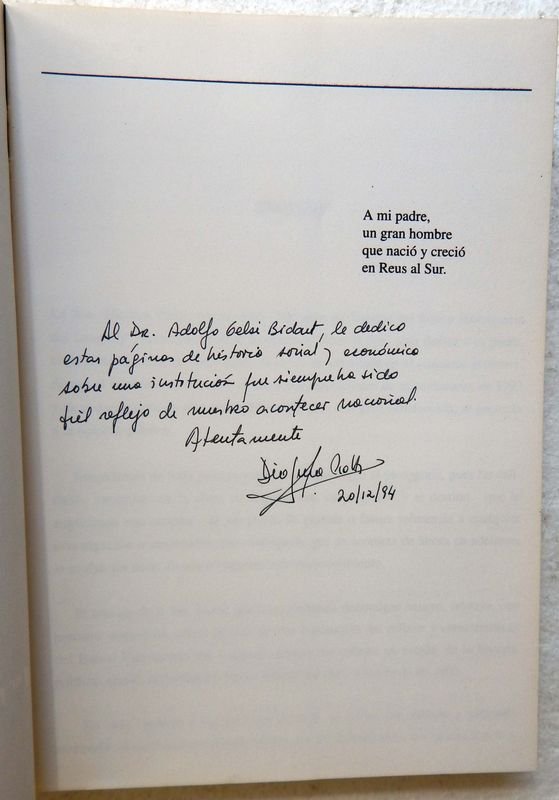 A mi padre,
un gran hombre
que nació y creció
en Reus al Sur.
Al Dr. Adolfo Gelsi Bidart, le dedico
estas páginas de historia social y económica
sobre una institución que siempre ha sido
fiel reflejo de nuestro acontecer nacional.
Atentamente
20/12/94